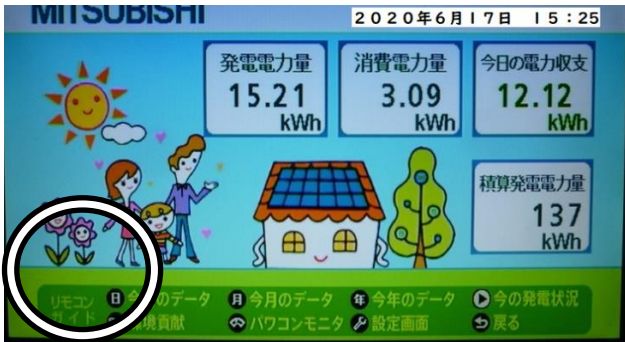 MITSUBISHI
2020年6月17日 15:25
発電電力量
15.21
kWh
消費電力量
3.09
kWh
今日の電力収支
12.12
kWh
積算発電電力量
137
kWh
リモコン
ガイド
日 今日のデータ
月 今月のデータ
年 今年のデータ
今の発電状況
環境貢献
パワコンモニタ
設定画面
戻る